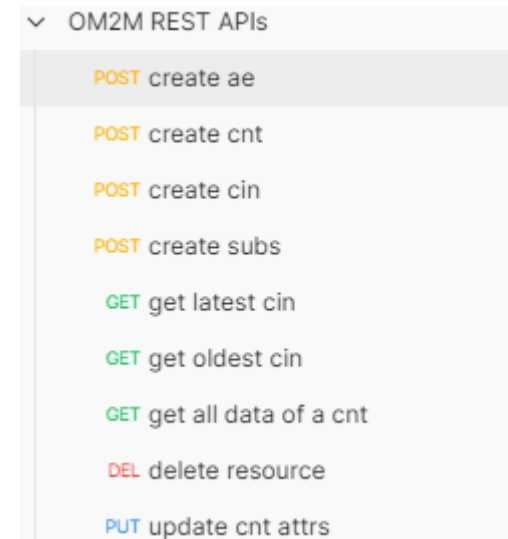 OM2M REST APIs
POST create ae
POST create cnt
POST create cin
POST create subs
GET get latest cin
GET get oldest cin
GET get all data of a cnt
DEL delete resource
PUT update cnt attrs